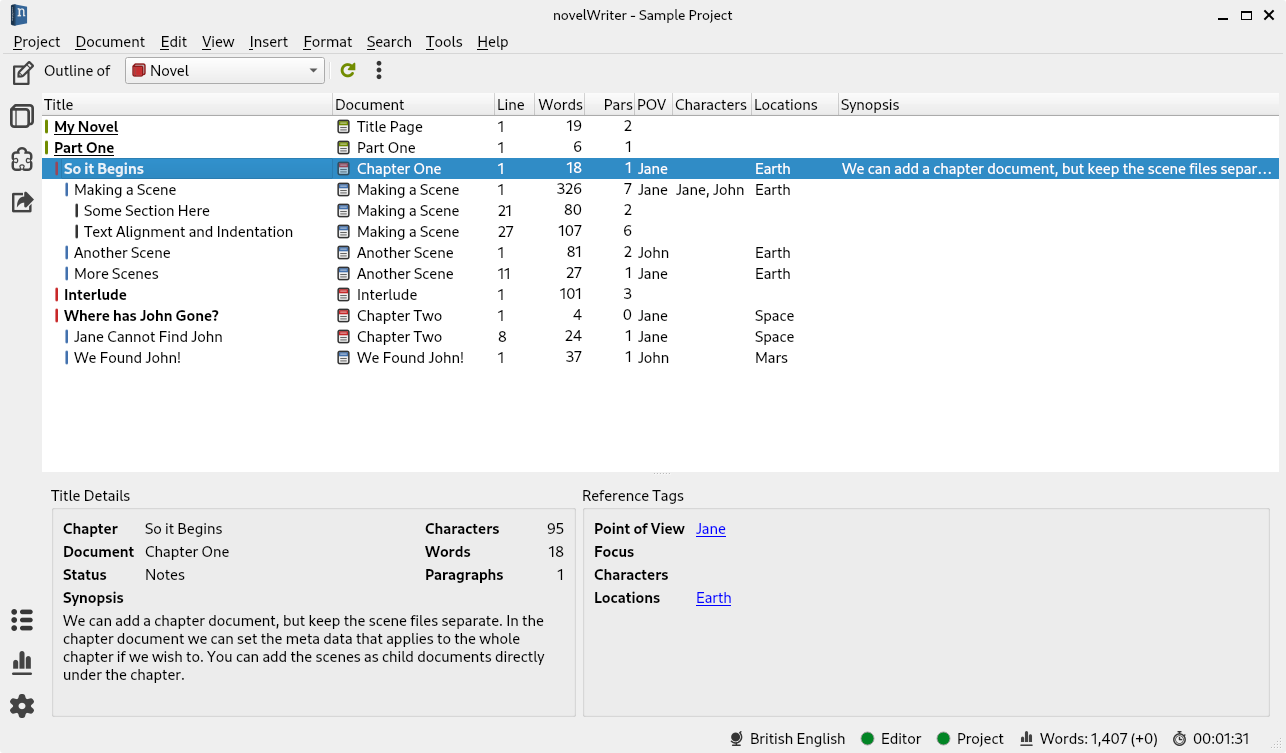 novelWriter - Sample Project
Project Document Edit View Insert Format Search Tools Help
Outline of Novel
Title Document Line Words Pars POV Characters Locations Synopsis
My Novel Title Page 1 19 2
Part One Part One 1 6 1
So it Begins Chapter One 1 18 1 Jane Earth We can add a chapter document, but keep the scene files separ...
Making a Scene Making a Scene 1 326 7 Jane Jane, John Earth
Some Section Here Making a Scene 21 80 2
Text Alignment and Indentation Making a Scene 27 107 6
Another Scene Another Scene 1 81 2 John Earth
More Scenes Another Scene 11 27 1 Jane Earth
Interlude Interlude 1 101 3
Where has John Gone? Chapter Two 1 4 0 Jane Space
Jane Cannot Find John Chapter Two 8 24 1 Jane Space
We Found John! We Found John! 1 37 1 John Mars
Title Details
Chapter So it Begins Characters 95
Document Chapter One Words 18
Status Notes Paragraphs 1
Synopsis
We can add a chapter document, but keep the scene files separate. In the
chapter document we can set the meta data that applies to the whole
chapter if we wish to. You can add the scenes as child documents directly
under the chapter.
Reference Tags
Point of View Jane
Focus
Characters
Locations Earth
British English Editor Project Words: 1,407 (+0) 00:01:31